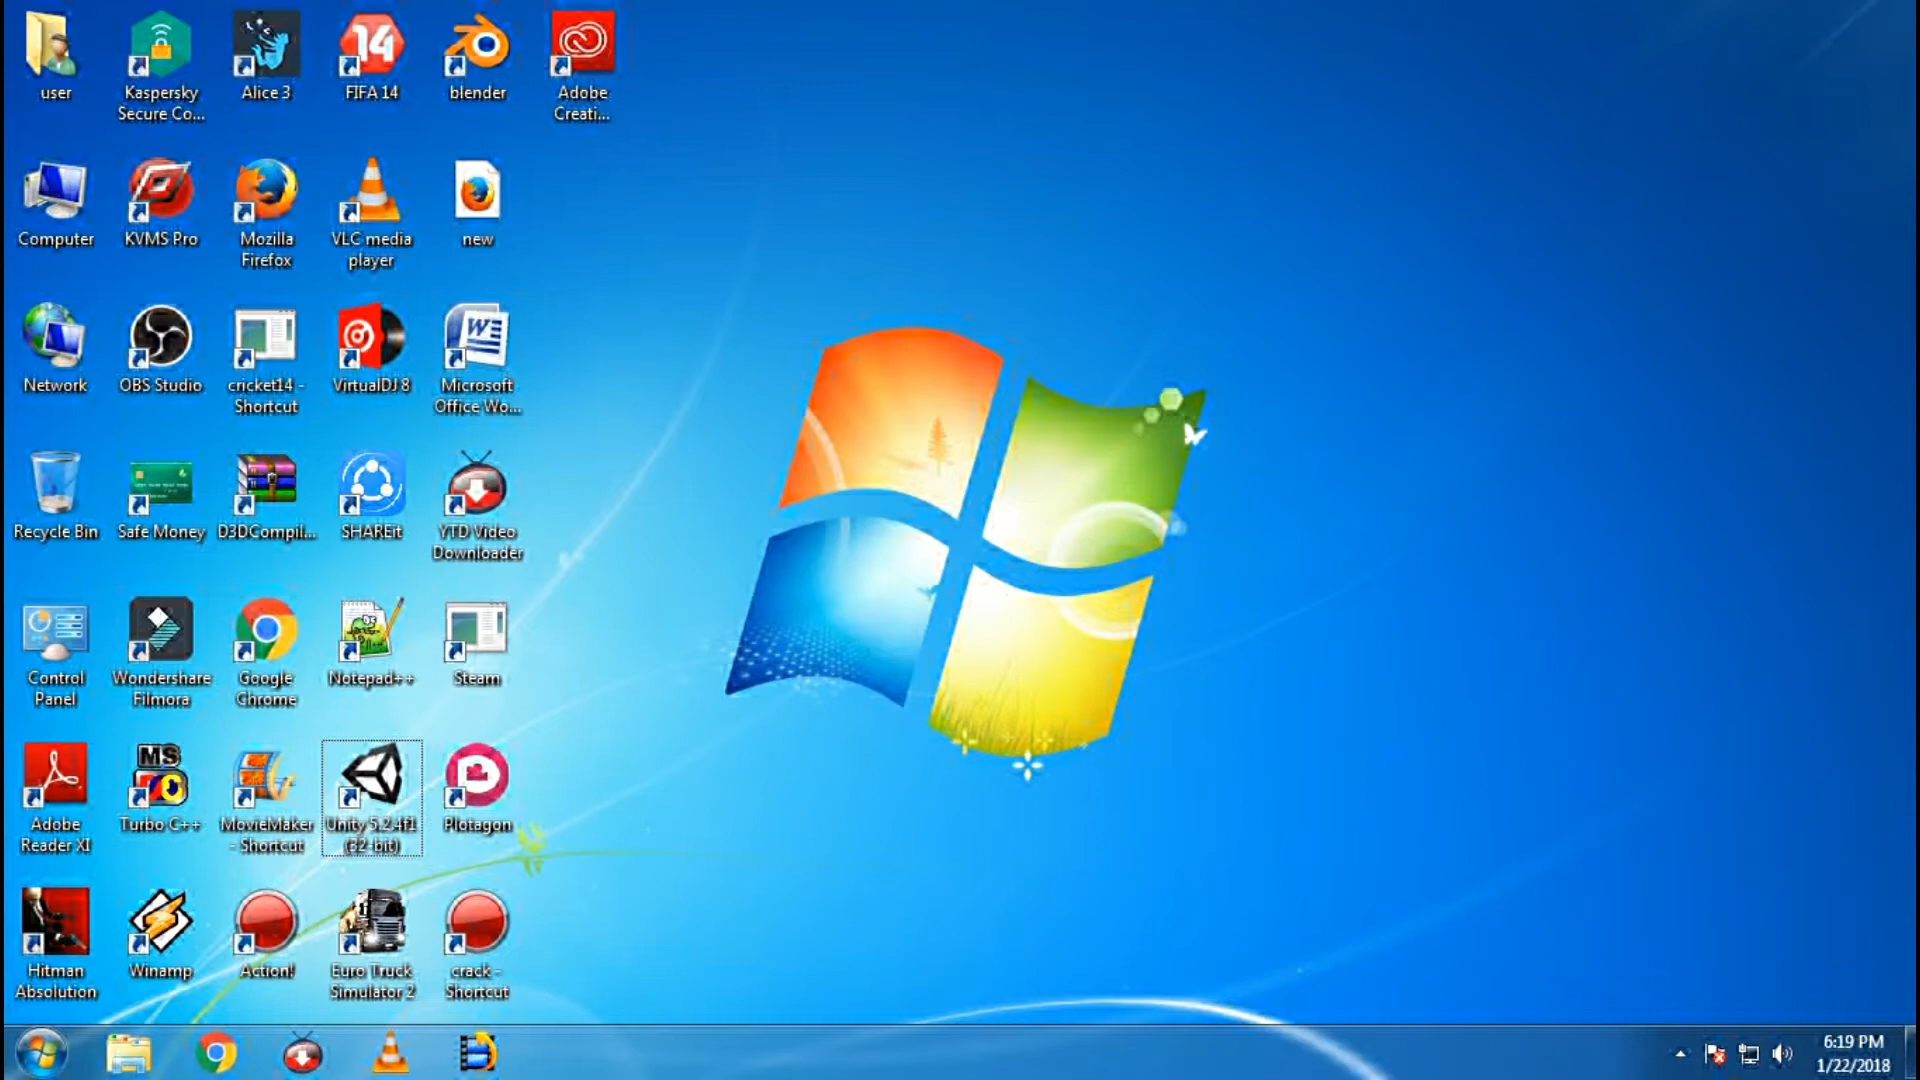 user
Kaspersky
Secure Co...
Alice 3
14
FIFA 14
blender
Adobe
Creati...
Computer
KVMS Pro
Mozilla
Firefox
VLC media
player
new
Network
OBS Studio
cricket14 -
Shortcut
VirtualDJ 8
W
Microsoft
Office Wo...
Recycle Bin
Safe Money
D3DCompil...
SHAREit
YTD Video
Downloader
Control
Panel
Wondershare
Filmora
Google
Chrome
Notepad++
Steam
Adobe
Reader XI
MS
Turbo C++
MovieMaker
- Shortcut
Unity 5.2.4f1
(32-bit)
Plotagon
Hitman
Absolution
Winamp
Action!
Euro Truck
Simulator 2
crack -
Shortcut
6:19 PM
1/22/2018